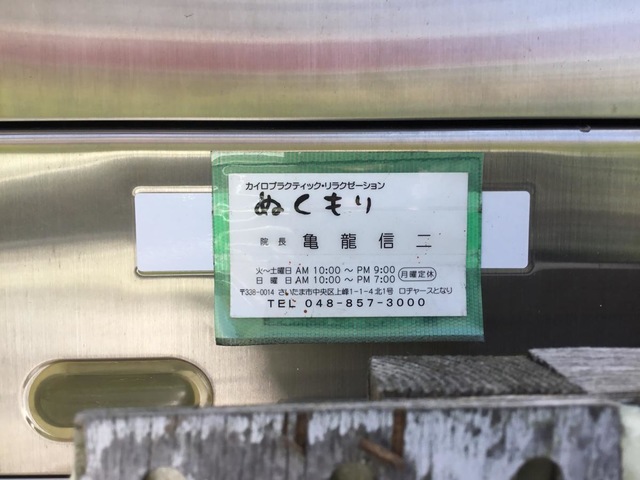 カイロプラクティック・リラクゼーション
ぬくもり
院長 亀龍信二
火〜土曜日 AM 10:00 〜 PM 9:00 月曜定休
日曜日 AM 10:00 〜 PM 7:00
〒338-0014 さいたま市中央区上峰1-1-4北1号 ロヂャースとなり
TEL 048-857-3000